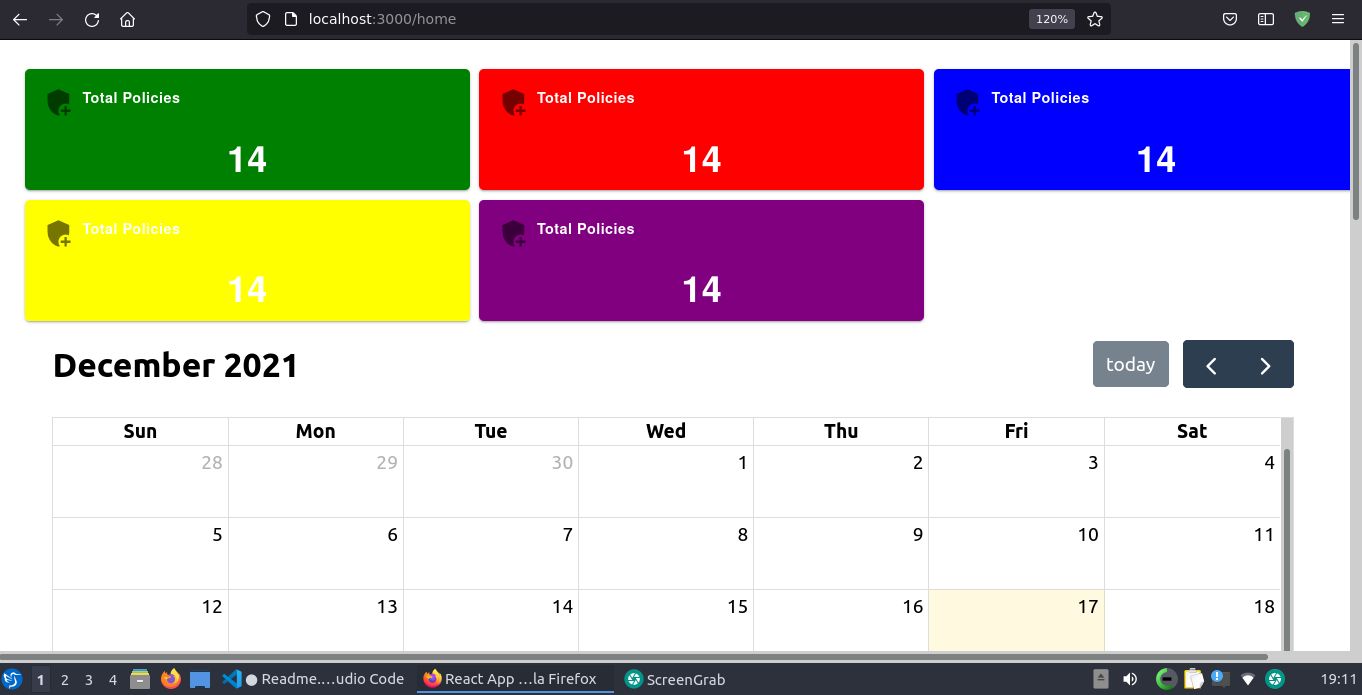 localhost:3000/home
120%
Total Policies
Total Policies
Total Policies
14
14
14
Total Policies
Total Policies
14
14
December 2021
today
Sun Mon Tue Wed Thu Fri Sat
28 29 30 1 2 3 4
5 6 7 8 9 10 11
12 13 14 15 16 17 18
1 2 3 4 Readme....udio Code React App ...la Firefox ScreenGrab 19:11